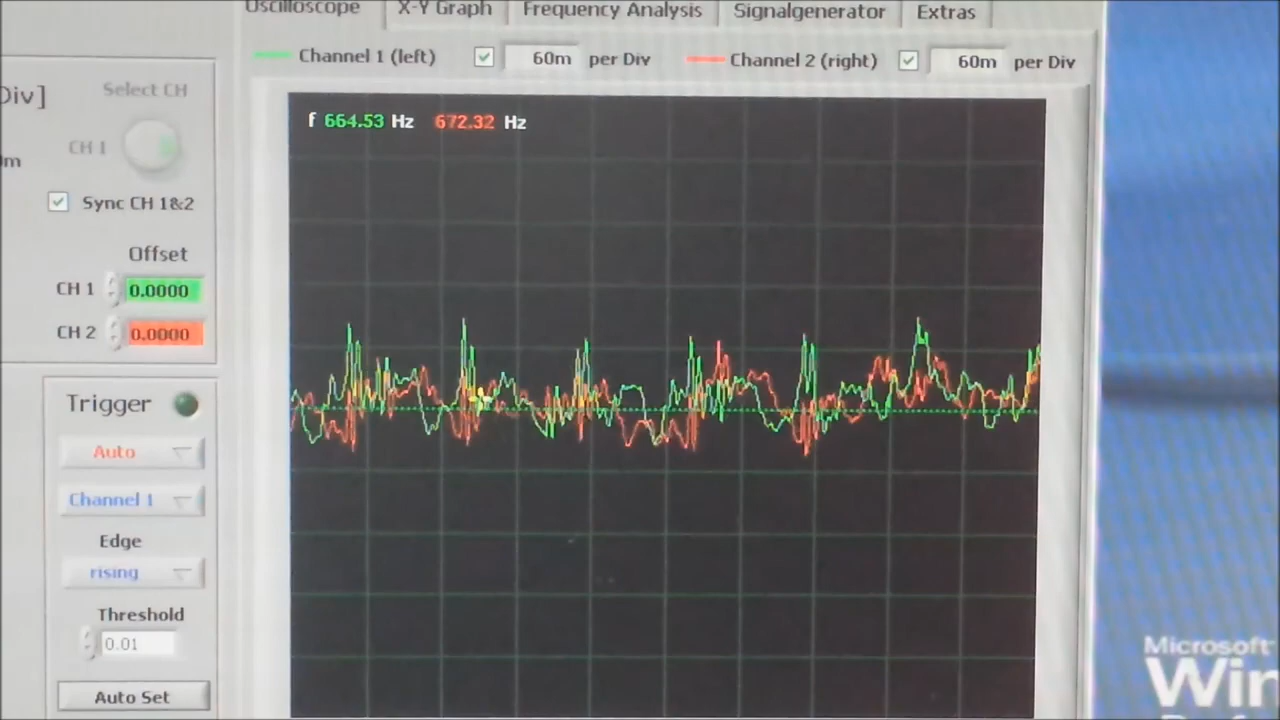 Oscilloscope X-Y Graph Frequency Analysis Signalgenerator Extras
Channel 1 (left) 60m per Div Channel 2 (right) 60m per Div
Div]
Select CH
CH 1
m
Sync CH 1&2
Offset
CH 1 0.0000
CH 2 0.0000
Trigger
Auto
Channel 1
Edge
rising
Threshold
0.01
Auto Set
f 664.53 Hz 672.32 Hz
Microsoft
Win